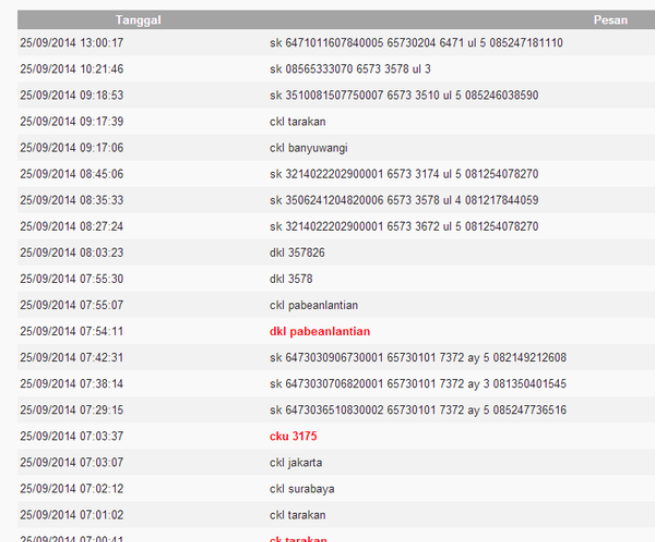 Tanggal Pesan
25/09/2014 13:00:17 sk 6471011607840005 65730204 6471 ul 5 085247181110
25/09/2014 10:21:46 sk 08565333070 6573 3578 ul 3
25/09/2014 09:18:53 sk 3510081507750007 6573 3510 ul 5 085246038590
25/09/2014 09:17:39 ckl tarakan
25/09/2014 09:17:06 ckl banyuwangi
25/09/2014 08:45:06 sk 3214022202900001 6573 3174 ul 5 081254078270
25/09/2014 08:35:33 sk 3506241204820006 6573 3578 ul 4 081217844059
25/09/2014 08:27:24 sk 3214022202900001 6573 3672 ul 5 081254078270
25/09/2014 08:03:23 dkl 357826
25/09/2014 07:55:30 dkl 3578
25/09/2014 07:55:07 ckl pabeanlantian
25/09/2014 07:54:11 dkl pabeanlantian
25/09/2014 07:42:31 sk 6473030906730001 65730101 7372 ay 5 082149212608
25/09/2014 07:38:14 sk 6473030706820001 65730101 7372 ay 3 081350401545
25/09/2014 07:29:15 sk 6473036510830002 65730101 7372 ay 5 085247736516
25/09/2014 07:03:37 cku 3175
25/09/2014 07:03:07 ckl jakarta
25/09/2014 07:02:12 ckl surabaya
25/09/2014 07:01:02 ckl tarakan
25/09/2014 07:00:41 ck tarakan